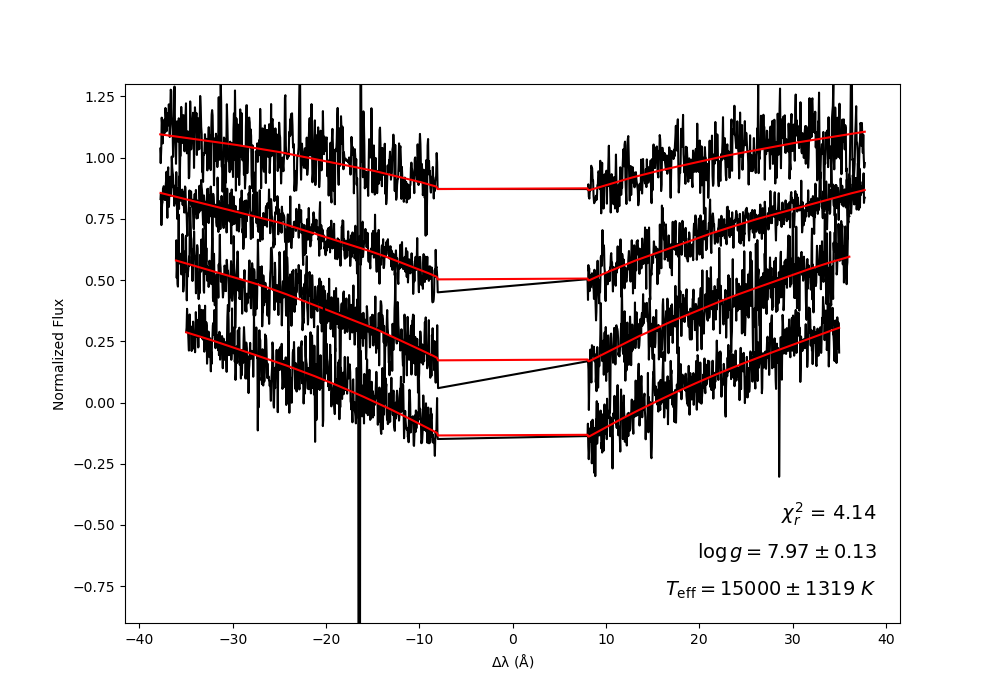 1.25
1.00
0.75
0.50
0.25
0.00
−0.25
−0.50
−0.75
Normalized Flux
χ²ᵣ = 4.14
log g = 7.97 ± 0.13
T_eff = 15000 ± 1319 K
−40 −30 −20 −10 0 10 20 30 40
Δλ (Å)